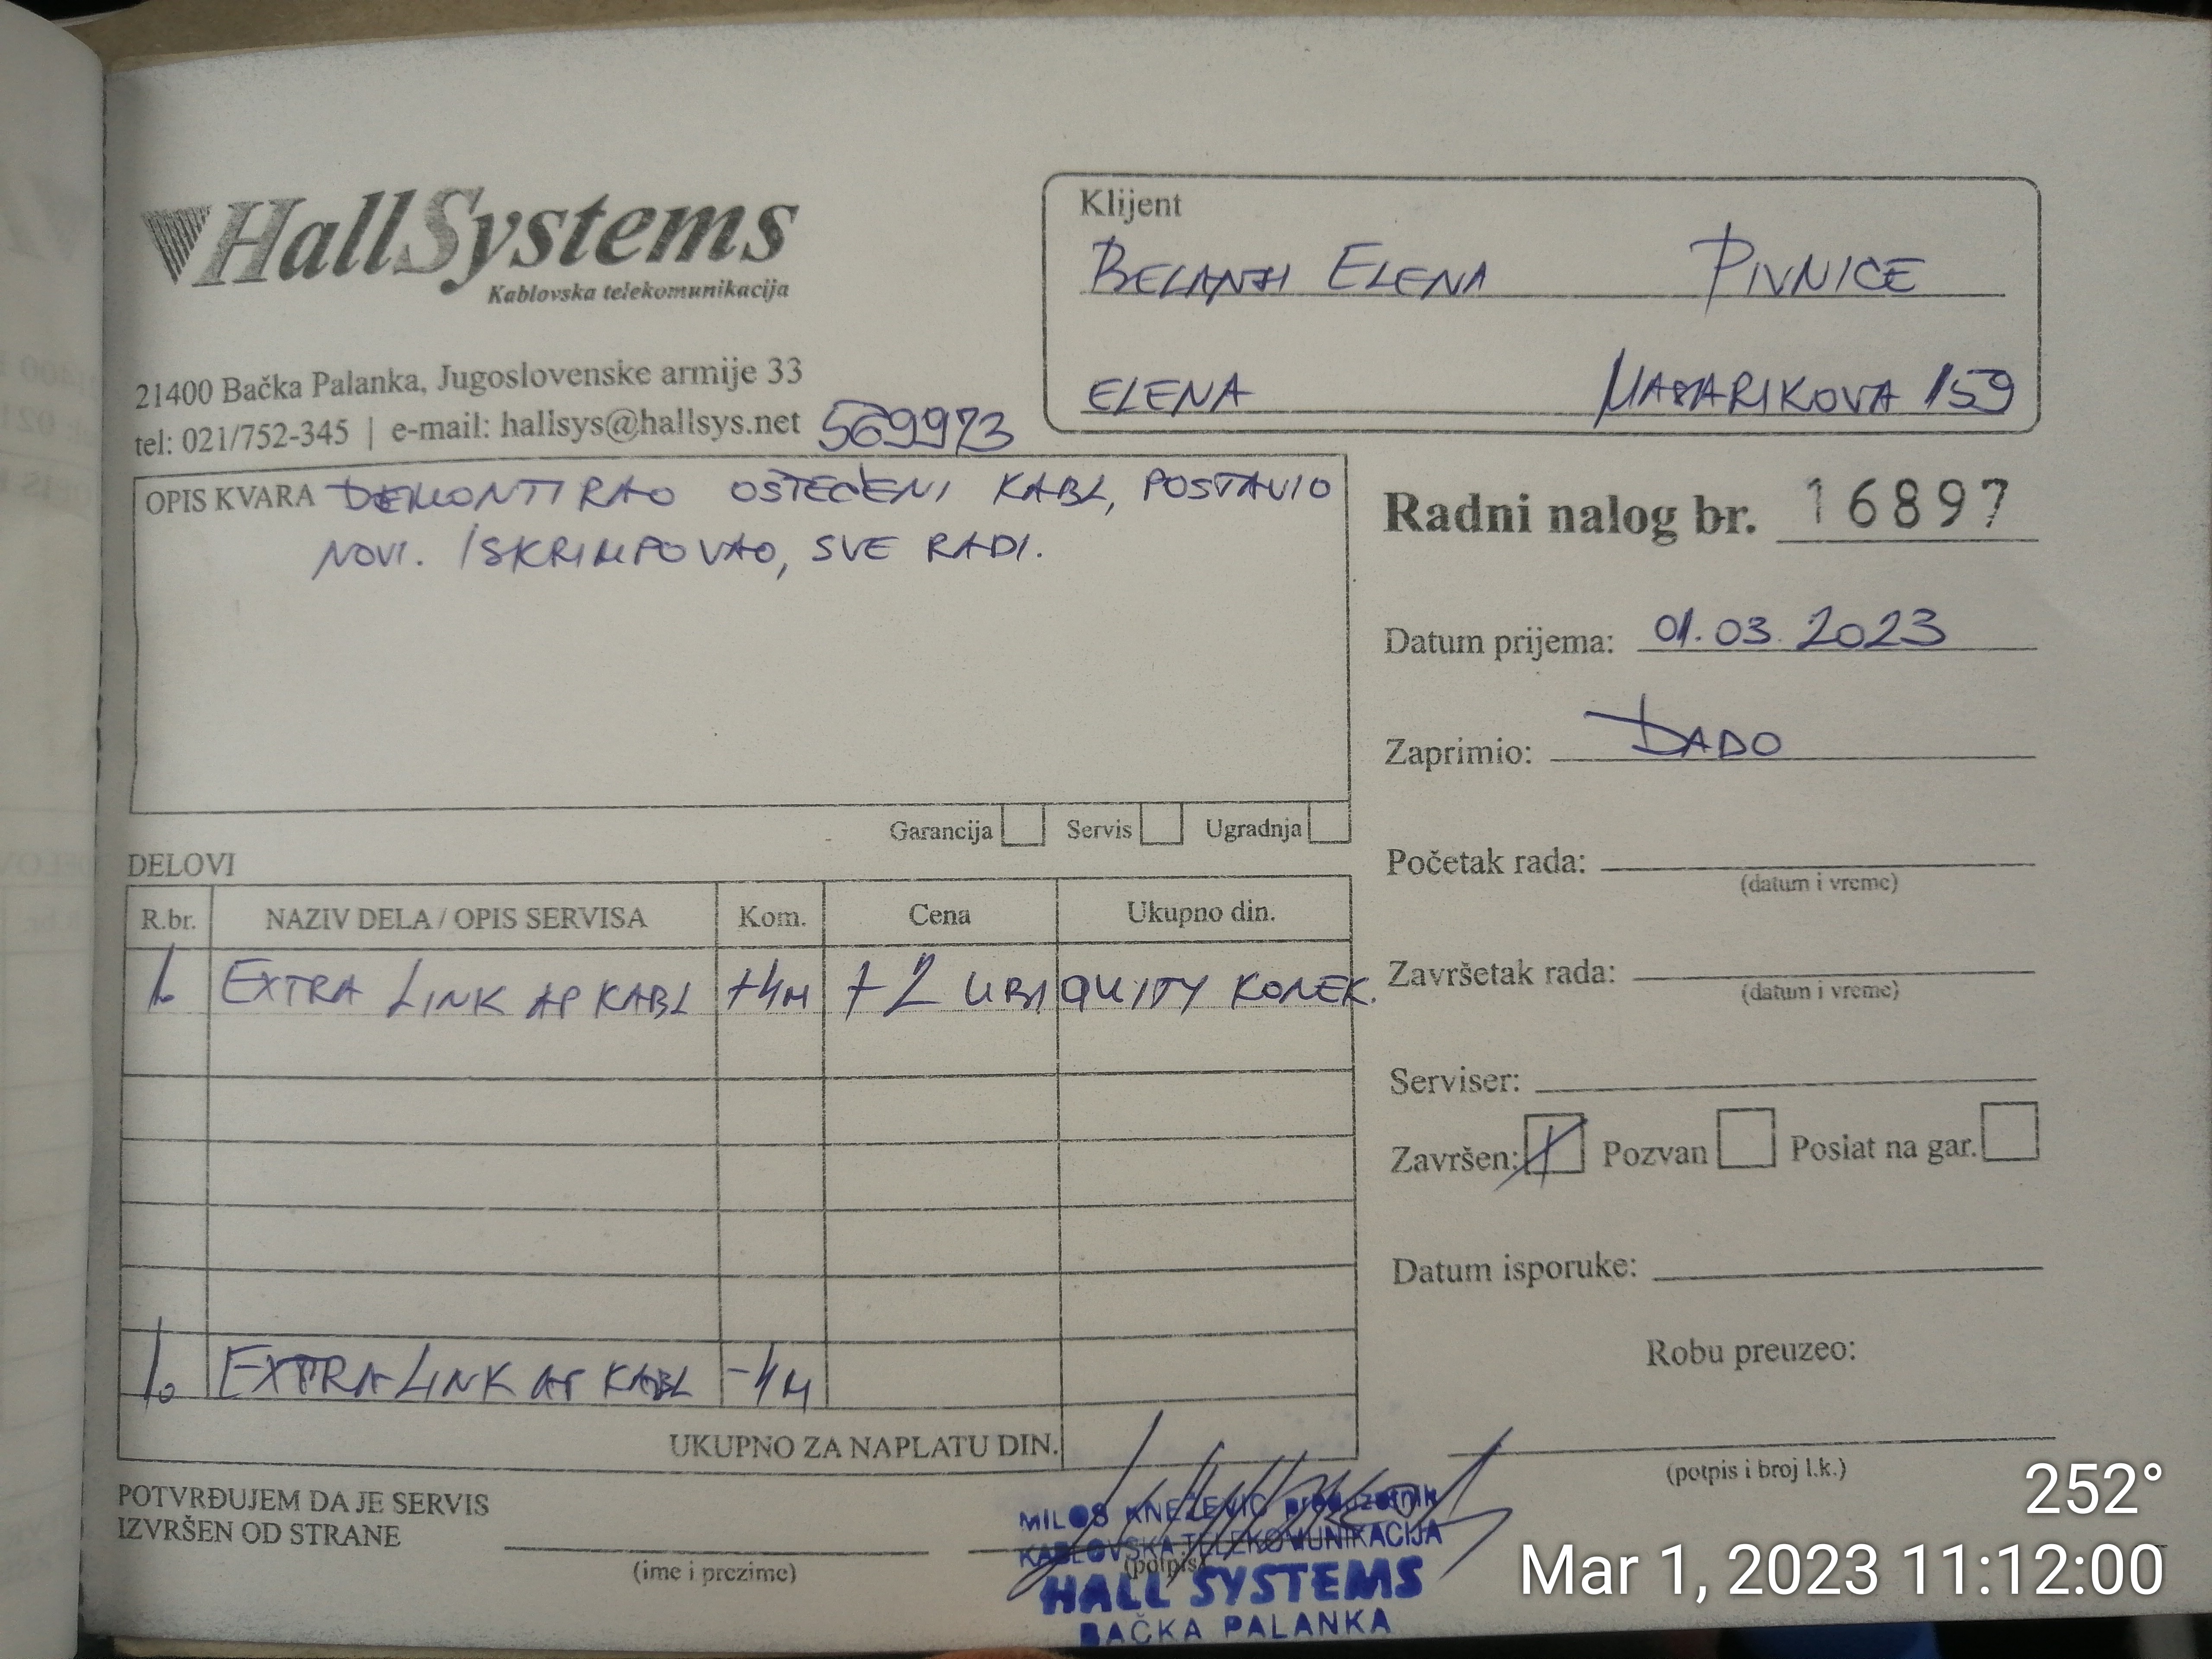 HallSystems
Kablovska telekomunikacija
21400 Bačka Palanka, Jugoslovenske armije 33
tel: 021/752-345 | e-mail: hallsys@hallsys.net 569973
Klijent
BELANJI ELENA PIVNICE
ELENA MASARIKOVA 159
OPIS KVARA DEMONTIRAO OŠTEĆENI KABL, POSTAVIO
NOVI. ISKRIMPOVAO, SVE RADI.
Garancija Servis Ugradnja
Radni nalog br. 16897
Datum prijema: 01.03.2023
Zaprimio: DADO
Početak rada:
(datum i vreme)
Završetak rada:
(datum i vreme)
Serviser:
Završen: Pozvan Poslat na gar.
Datum isporuke:
Robu preuzeo:
(potpis i broj l.k.)
DELOVI
R.br. NAZIV DELA / OPIS SERVISA Kom. Cena Ukupno din.
1. EXTRA LINK AP KABL +4M + 2 UBIQUITY KONEK.
1. EXTRA LINK AP KABL -4M
UKUPNO ZA NAPLATU DIN.
POTVRĐUJEM DA JE SERVIS
IZVRŠEN OD STRANE
(ime i prezime)
(potpis)
MILOŠ KNEŽEVIĆ preduzetnik
KABLOVSKA TELEKOMUNIKACIJA
HALL SYSTEMS
BAČKA PALANKA
252°
Mar 1, 2023 11:12:00